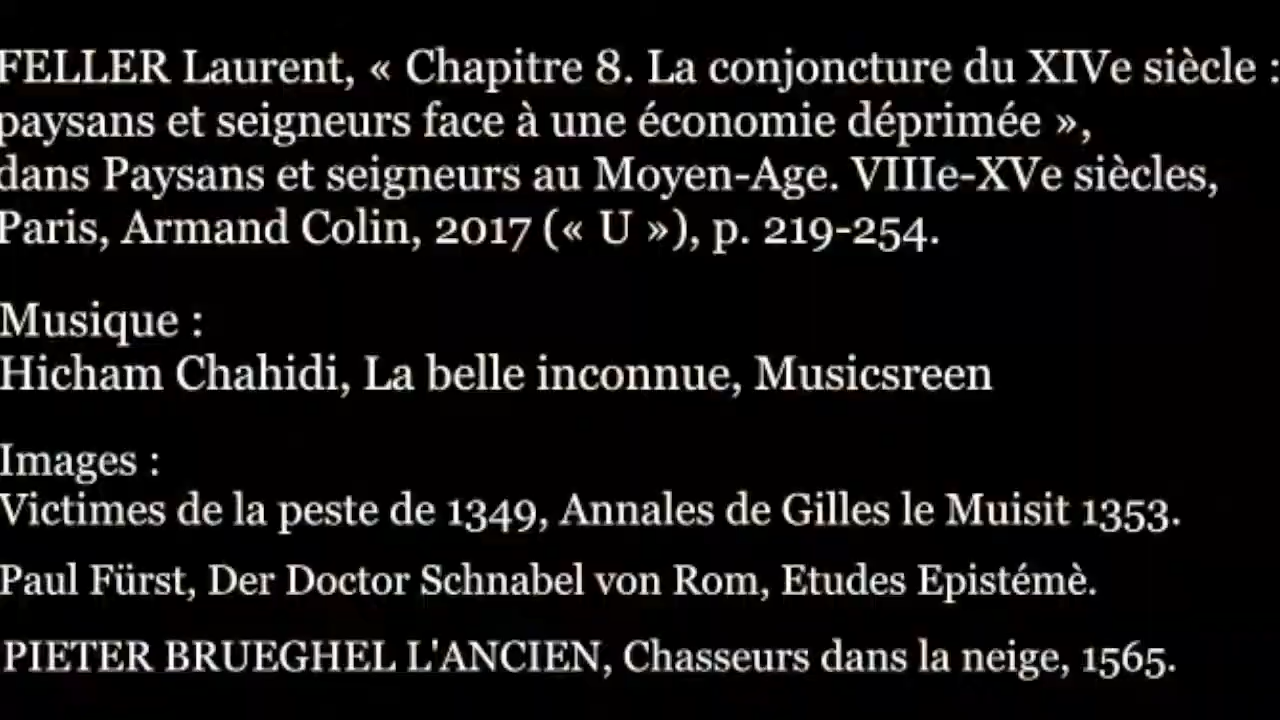 FELLER Laurent, « Chapitre 8. La conjoncture du XIVe siècle :
paysans et seigneurs face à une économie déprimée »,
dans Paysans et seigneurs au Moyen-Age. VIIIe-XVe siècles,
Paris, Armand Colin, 2017 (« U »), p. 219-254.
Musique :
Hicham Chahidi, La belle inconnue, Musicsreen
Images :
Victimes de la peste de 1349, Annales de Gilles le Muisit 1353.
Paul Fürst, Der Doctor Schnabel von Rom, Etudes Epistémè.
PIETER BRUEGHEL L'ANCIEN, Chasseurs dans la neige, 1565.